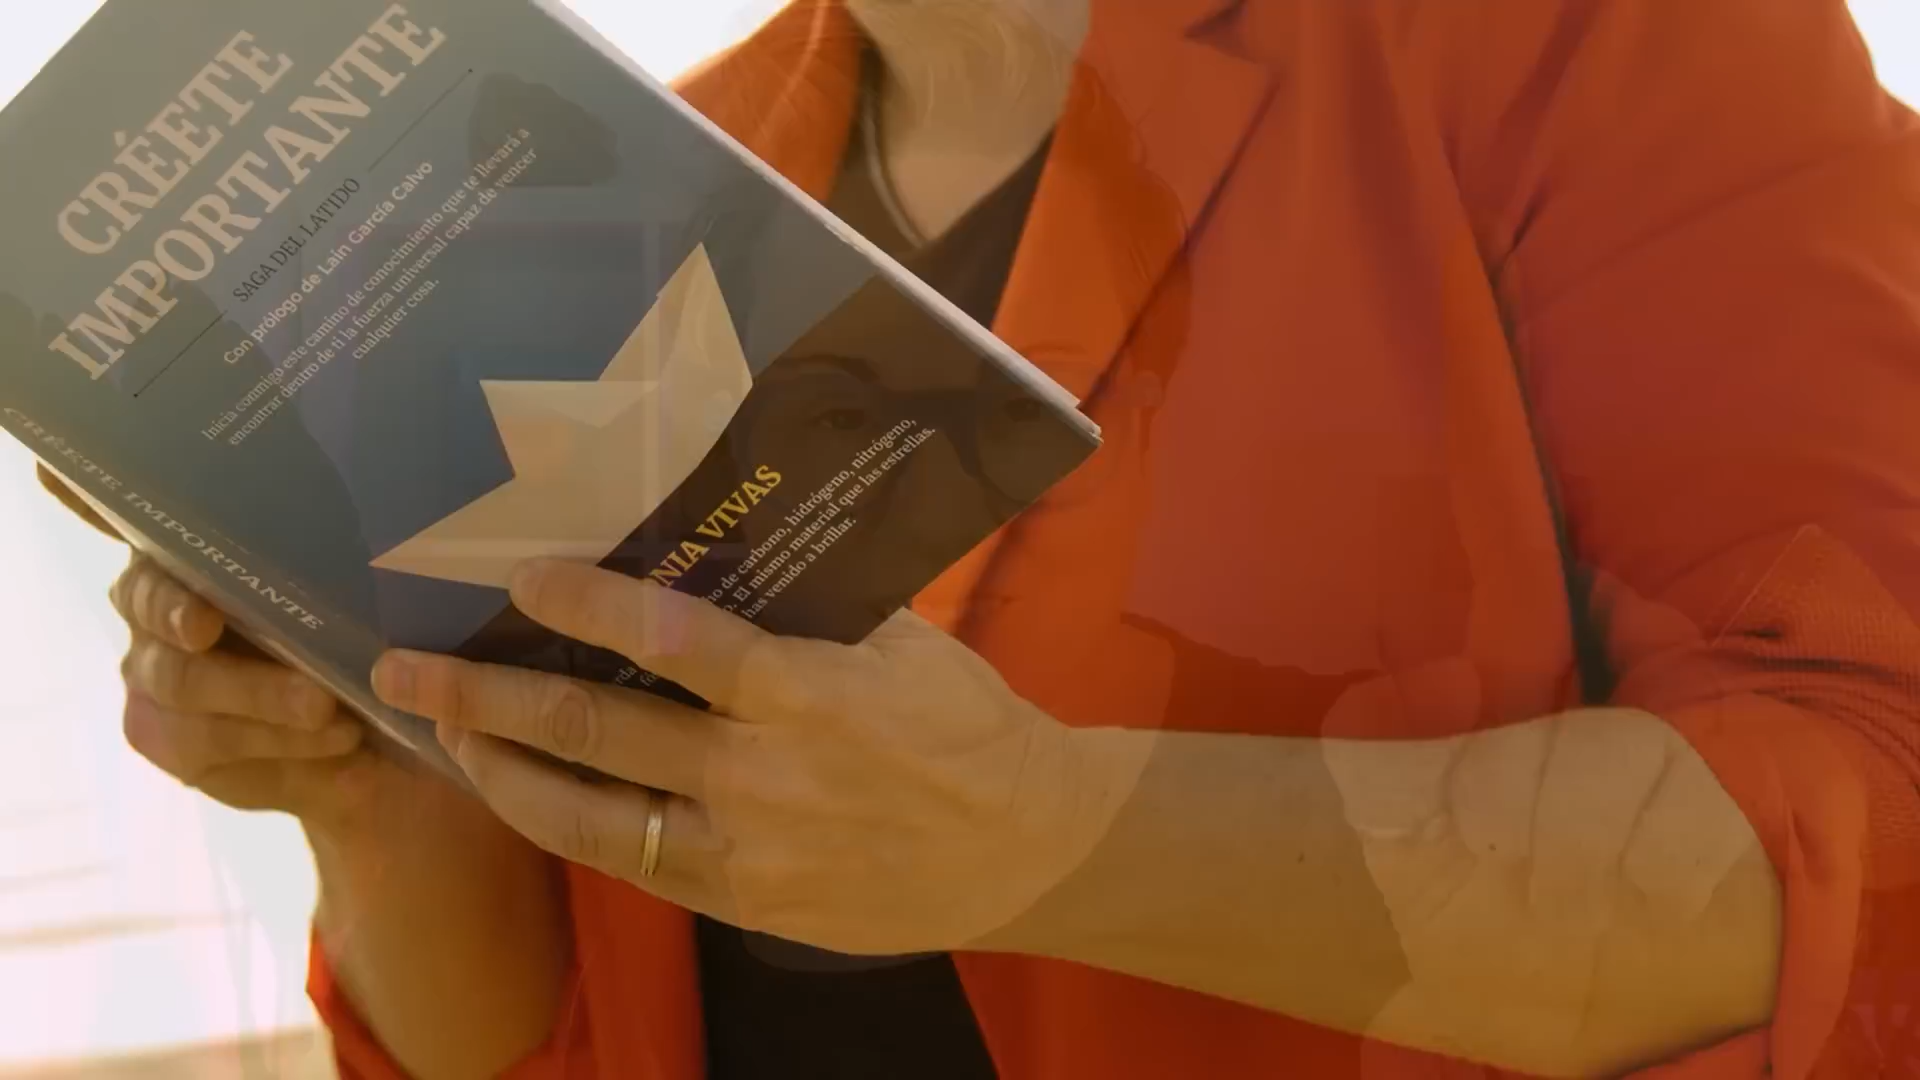 CRÉETE
IMPORTANTE
SAGA DEL LATIDO
Con prólogo de Laín García Calvo
Inicia conmigo este camino de conocimiento que te llevará a
encontrar dentro de ti la fuerza universal capaz de vencer
cualquier cosa.
NIA VIVAS
no de carbono, hidrógeno, nitrógeno,
o. El mismo material que las estrellas.
has venido a brillar.
CRÉETE IMPORTANTE